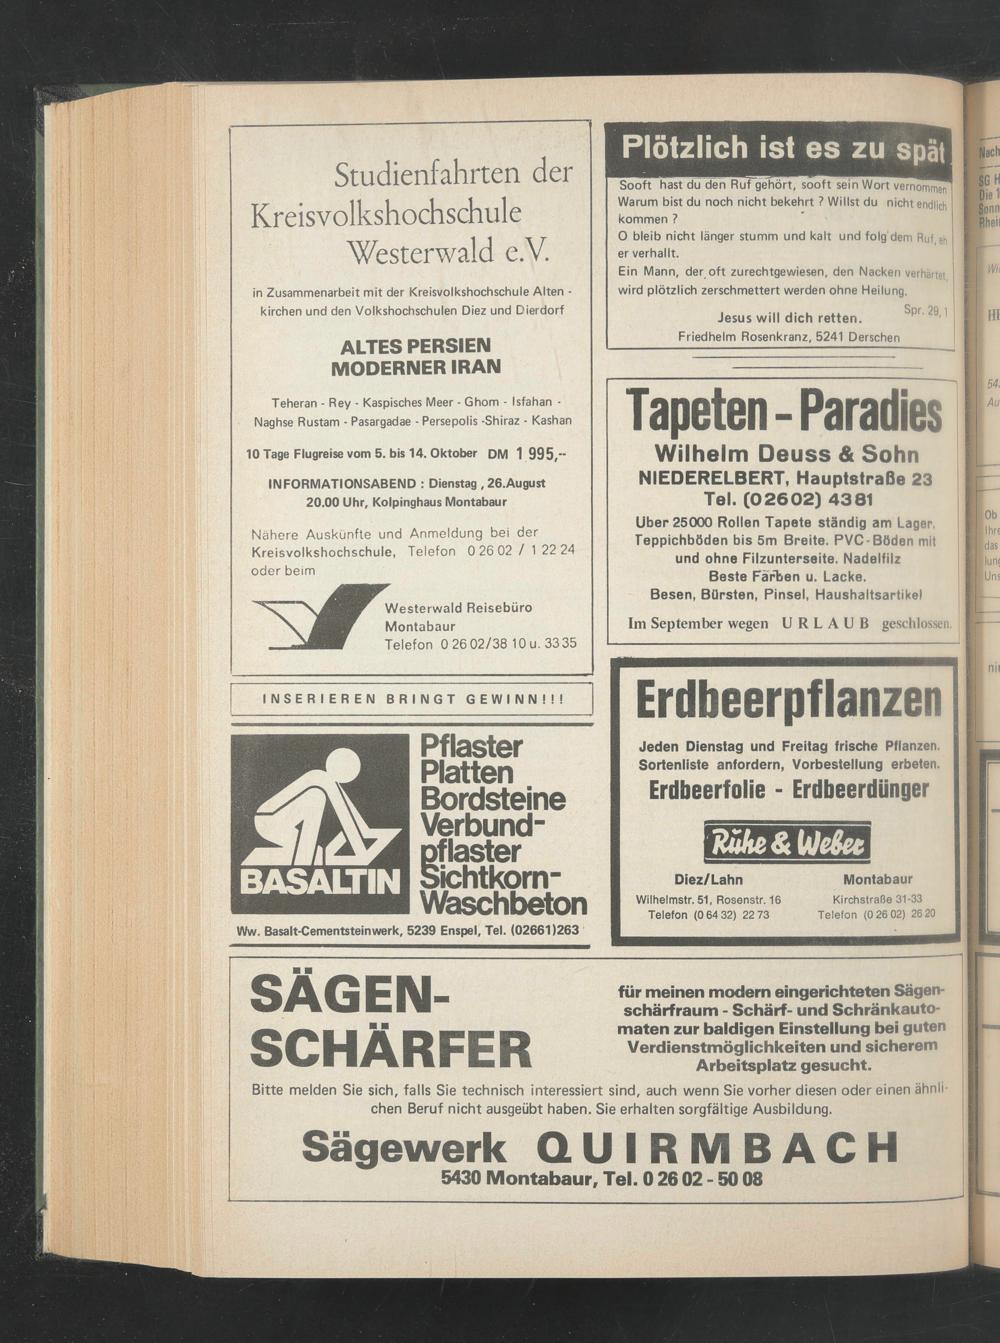 Studienfahrten der
Kreisvolkshochschule
Westerwald e.V.
in Zusammenarbeit mit der Kreisvolkshochschule Alten -
kirchen und den Volkshochschulen Diez und Dierdorf
ALTES PERSIEN
MODERNER IRAN
Teheran - Rey - Kaspisches Meer - Ghom - Isfahan -
Naghse Rustam - Pasargadae - Persepolis -Shiraz - Kashan
10 Tage Flugreise vom 5. bis 14. Oktober DM 1 995,--
INFORMATIONSABEND : Dienstag , 26.August
20.00 Uhr, Kolpinghaus Montabaur
Nähere Auskünfte und Anmeldung bei der
Kreisvolkshochschule, Telefon 0 26 02 / 1 22 24
oder beim
Westerwald Reisebüro
Montabaur
Telefon 0 26 02/38 10 u. 33 35
INSERIEREN BRINGT GEWINN!!!
BASALTIN
Pflaster
Platten
Bordsteine
Verbund-
pflaster
Sichtkorn-
Waschbeton
Ww. Basalt-Cementsteinwerk, 5239 Enspel, Tel. (02661)263
Plötzlich ist es zu spät
Sooft hast du den Ruf gehört, sooft sein Wort vernommen
Warum bist du noch nicht bekehrt ? Willst du nicht endlich
kommen ?
O bleib nicht länger stumm und kalt und folg dem Ruf, eh
er verhallt.
Ein Mann, der oft zurechtgewiesen, den Nacken verhärtet,
wird plötzlich zerschmettert werden ohne Heilung.
Spr. 29, 1
Jesus will dich retten.
Friedhelm Rosenkranz, 5241 Derschen
Tapeten - Paradies
Wilhelm Deuss & Sohn
NIEDERELBERT, Hauptstraße 23
Tel. (02602) 4381
Uber 25000 Rollen Tapete ständig am Lager.
Teppichböden bis 5m Breite. PVC-Böden mit
und ohne Filzunterseite. Nadelfilz
Beste Farben u. Lacke.
Besen, Bürsten, Pinsel, Haushaltsartikel
Im September wegen U R L A U B geschlossen.
Erdbeerpflanzen
Jeden Dienstag und Freitag frische Pflanzen.
Sortenliste anfordern, Vorbestellung erbeten.
Erdbeerfolie - Erdbeerdünger
Rühe & Weber
Diez/Lahn Montabaur
Wilhelmstr. 51, Rosenstr. 16 Kirchstraße 31-33
Telefon (0 64 32) 22 73 Telefon (0 26 02) 26 20
SÄGEN-
SCHÄRFER
für meinen modern eingerichteten Sägen-
schärfraum - Schärf- und Schränkauto-
maten zur baldigen Einstellung bei guten
Verdienstmöglichkeiten und sicherem
Arbeitsplatz gesucht.
Bitte melden Sie sich, falls Sie technisch interessiert sind, auch wenn Sie vorher diesen oder einen ähnli-
chen Beruf nicht ausgeübt haben. Sie erhalten sorgfältige Ausbildung.
Sägewerk QUIRMBACH
5430 Montabaur, Tel. 0 26 02 - 50 08